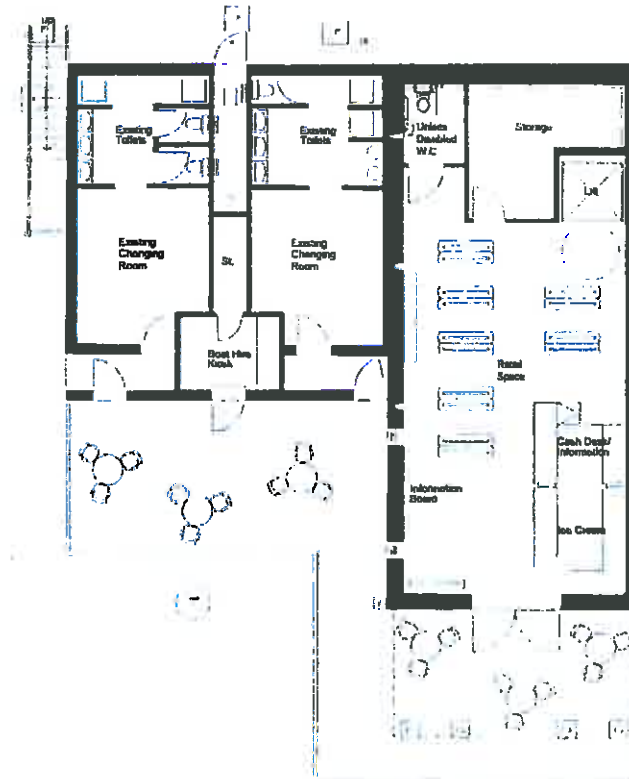 Existing
Toilets
Existing
Toilets
Unisex
Disabled
W.C
Storage
Lift
Existing
Changing
Room
St.
Existing
Changing
Room
Boat Hire
Kiosk
Retail
Space
Cash Desk/
Information
Information
Board
Ice Cream